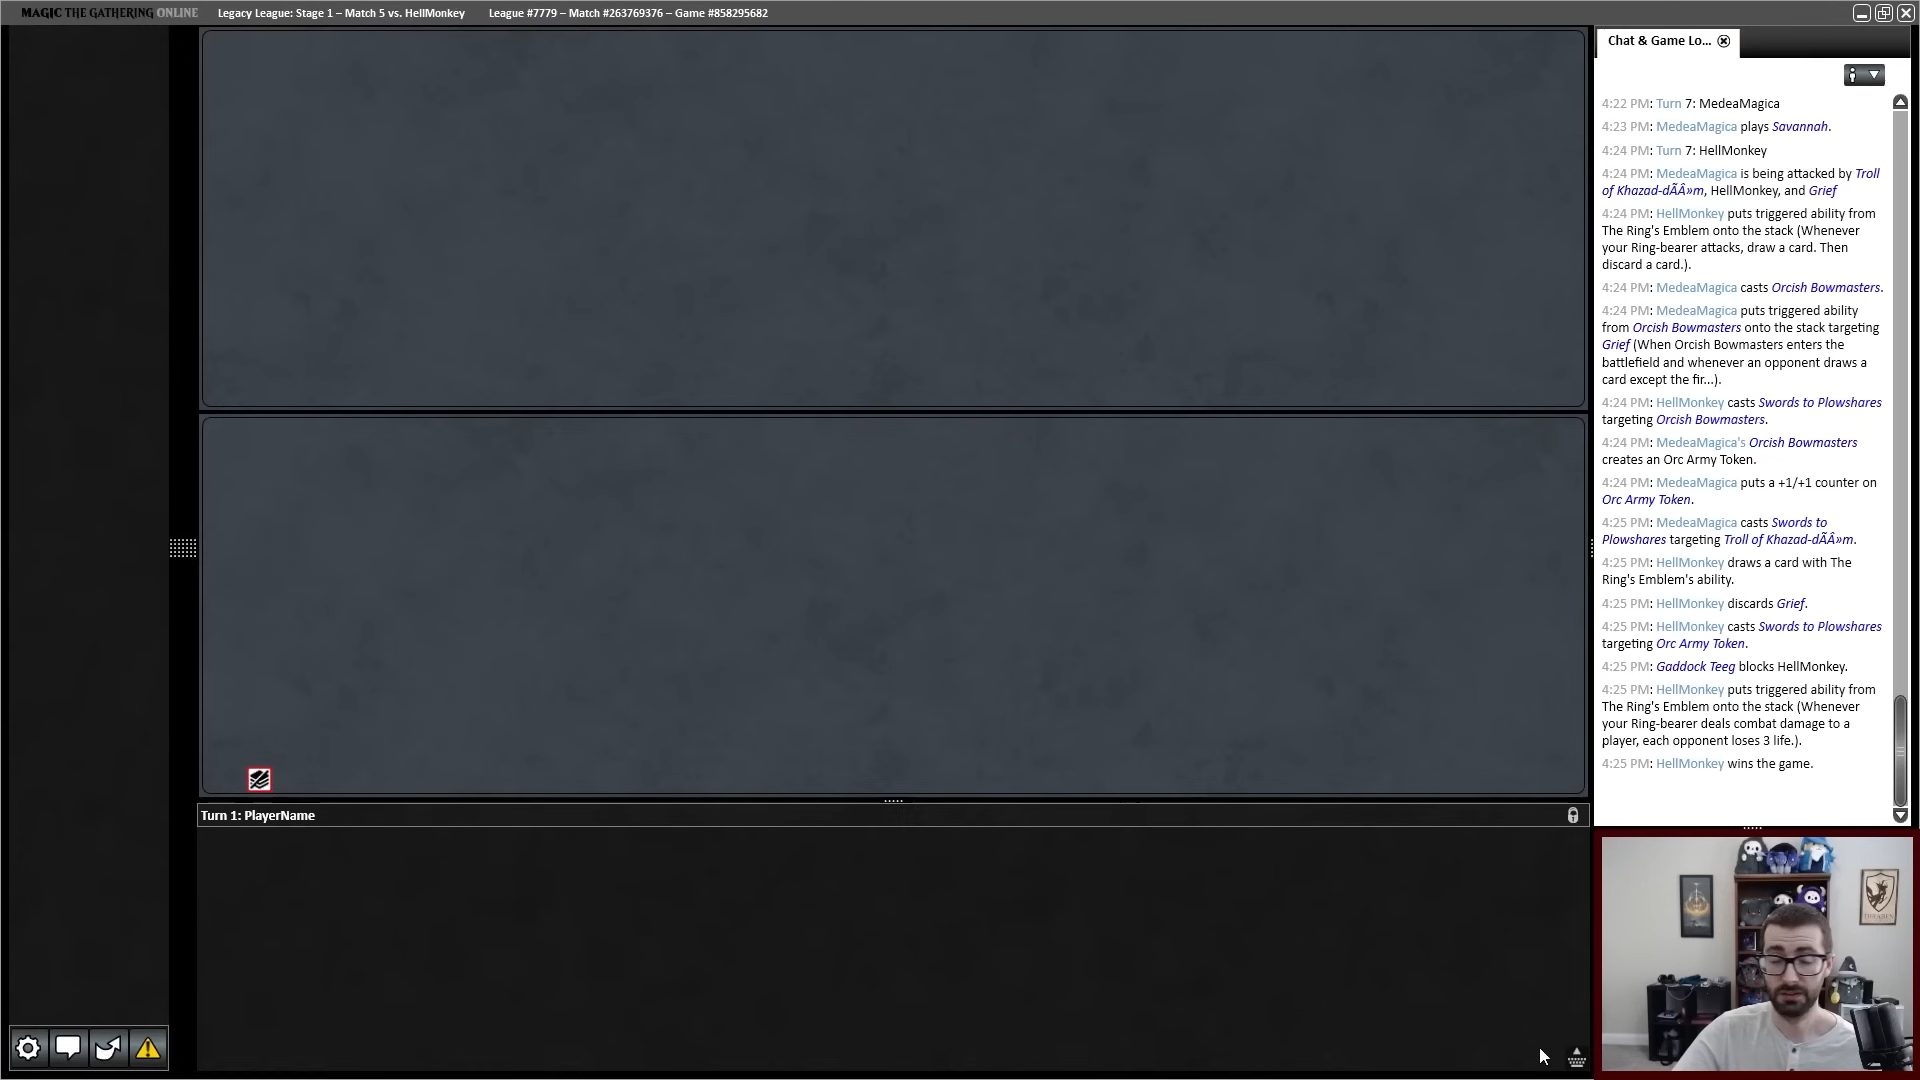 MAGIC THE GATHERING ONLINE Legacy League: Stage 1 – Match 5 vs. HellMonkey League #7779 – Match #263769376 – Game #858295682
Chat & Game Lo...
4:22 PM: Turn 7: MedeaMagica
4:23 PM: MedeaMagica plays Savannah.
4:24 PM: Turn 7: HellMonkey
4:24 PM: MedeaMagica is being attacked by Troll
of Khazad-dÃÂ»m, HellMonkey, and Grief
4:24 PM: HellMonkey puts triggered ability from
The Ring's Emblem onto the stack (Whenever
your Ring-bearer attacks, draw a card. Then
discard a card.).
4:24 PM: MedeaMagica casts Orcish Bowmasters.
4:24 PM: MedeaMagica puts triggered ability
from Orcish Bowmasters onto the stack targeting
Grief (When Orcish Bowmasters enters the
battlefield and whenever an opponent draws a
card except the fir...).
4:24 PM: HellMonkey casts Swords to Plowshares
targeting Orcish Bowmasters.
4:24 PM: MedeaMagica's Orcish Bowmasters
creates an Orc Army Token.
4:24 PM: MedeaMagica puts a +1/+1 counter on
Orc Army Token.
4:25 PM: MedeaMagica casts Swords to
Plowshares targeting Troll of Khazad-dÃÂ»m.
4:25 PM: HellMonkey draws a card with The
Ring's Emblem's ability.
4:25 PM: HellMonkey discards Grief.
4:25 PM: HellMonkey casts Swords to Plowshares
targeting Orc Army Token.
4:25 PM: Gaddock Teeg blocks HellMonkey.
4:25 PM: HellMonkey puts triggered ability from
The Ring's Emblem onto the stack (Whenever
your Ring-bearer deals combat damage to a
player, each opponent loses 3 life.).
4:25 PM: HellMonkey wins the game.
Turn 1: PlayerName